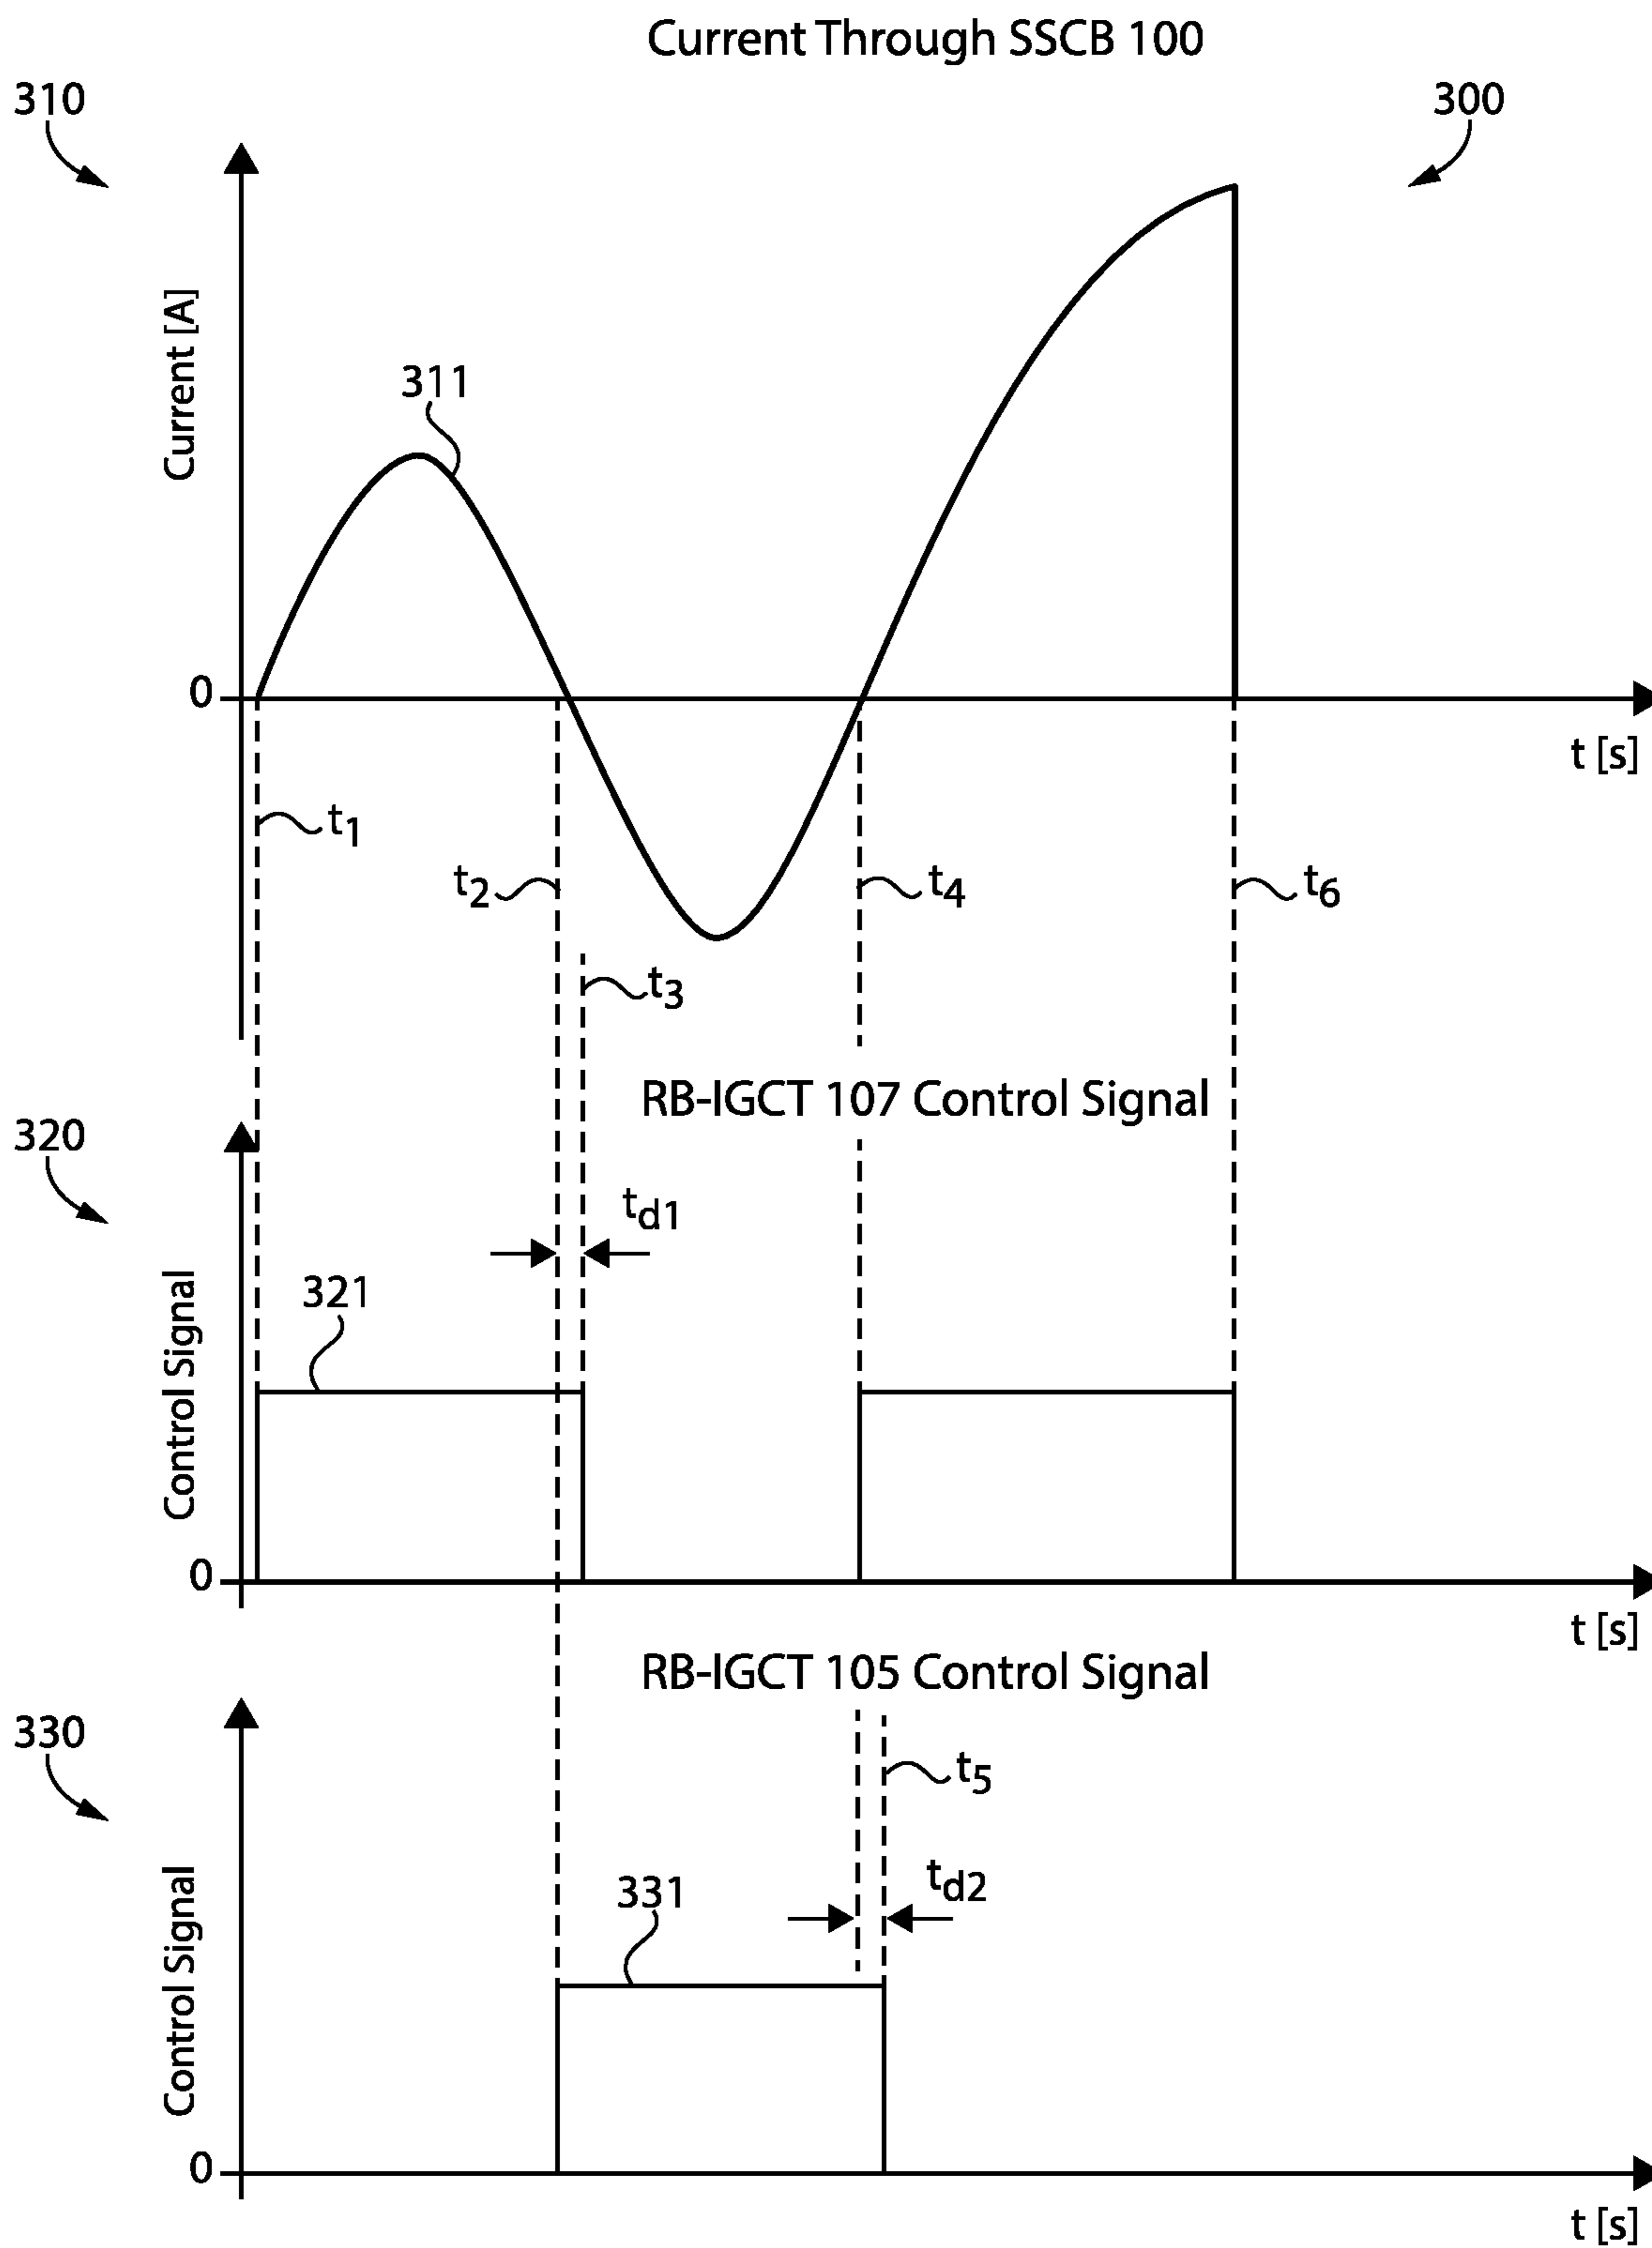 Current Through SSCB 100
310
300
Current [A]
311
0
t [s]
t1
t2
t4
t6
t3
RB-IGCT 107 Control Signal
320
td1
321
Control Signal
0
t [s]
RB-IGCT 105 Control Signal
330
t5
td2
331
Control Signal
0
t [s]